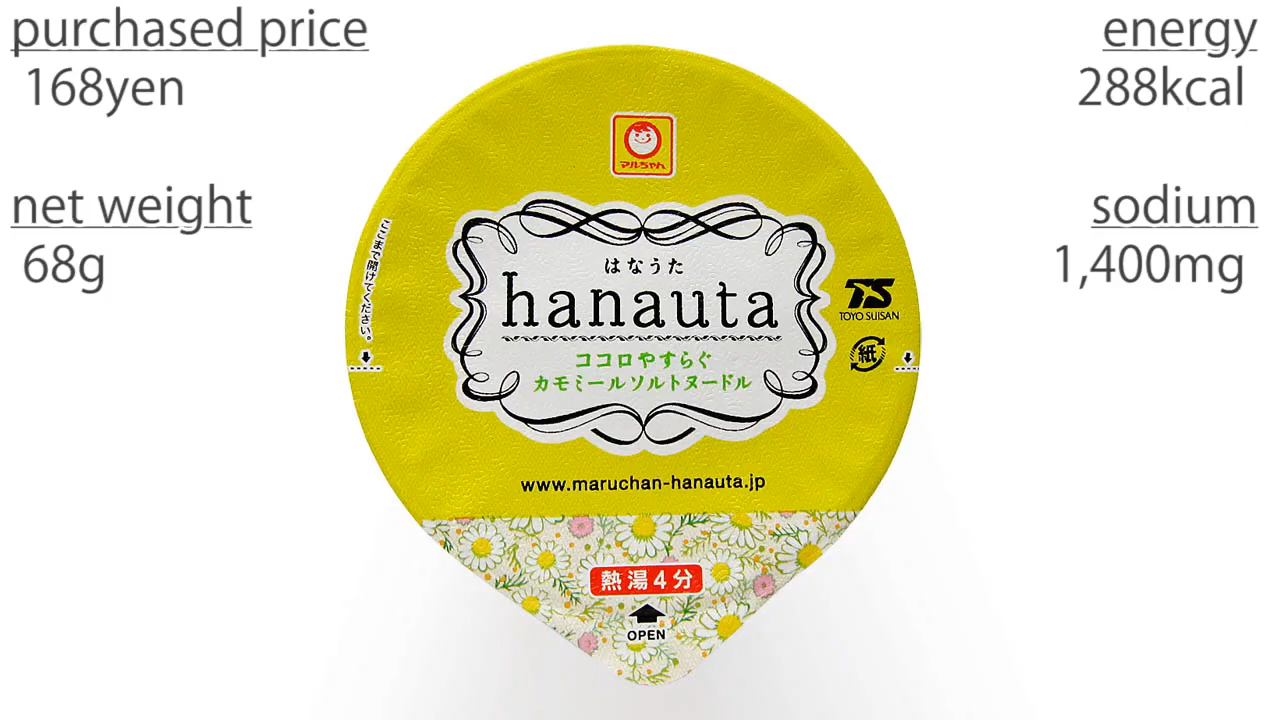 purchased price
168yen
net weight
68g
energy
288kcal
sodium
1,400mg
マルちゃん
ここまで開けてください。
はなうた
hanauta
ココロやすらぐ
カモミールソルトヌードル
TS
TOYO SUISAN
紙
www.maruchan-hanauta.jp
熱湯4分
OPEN